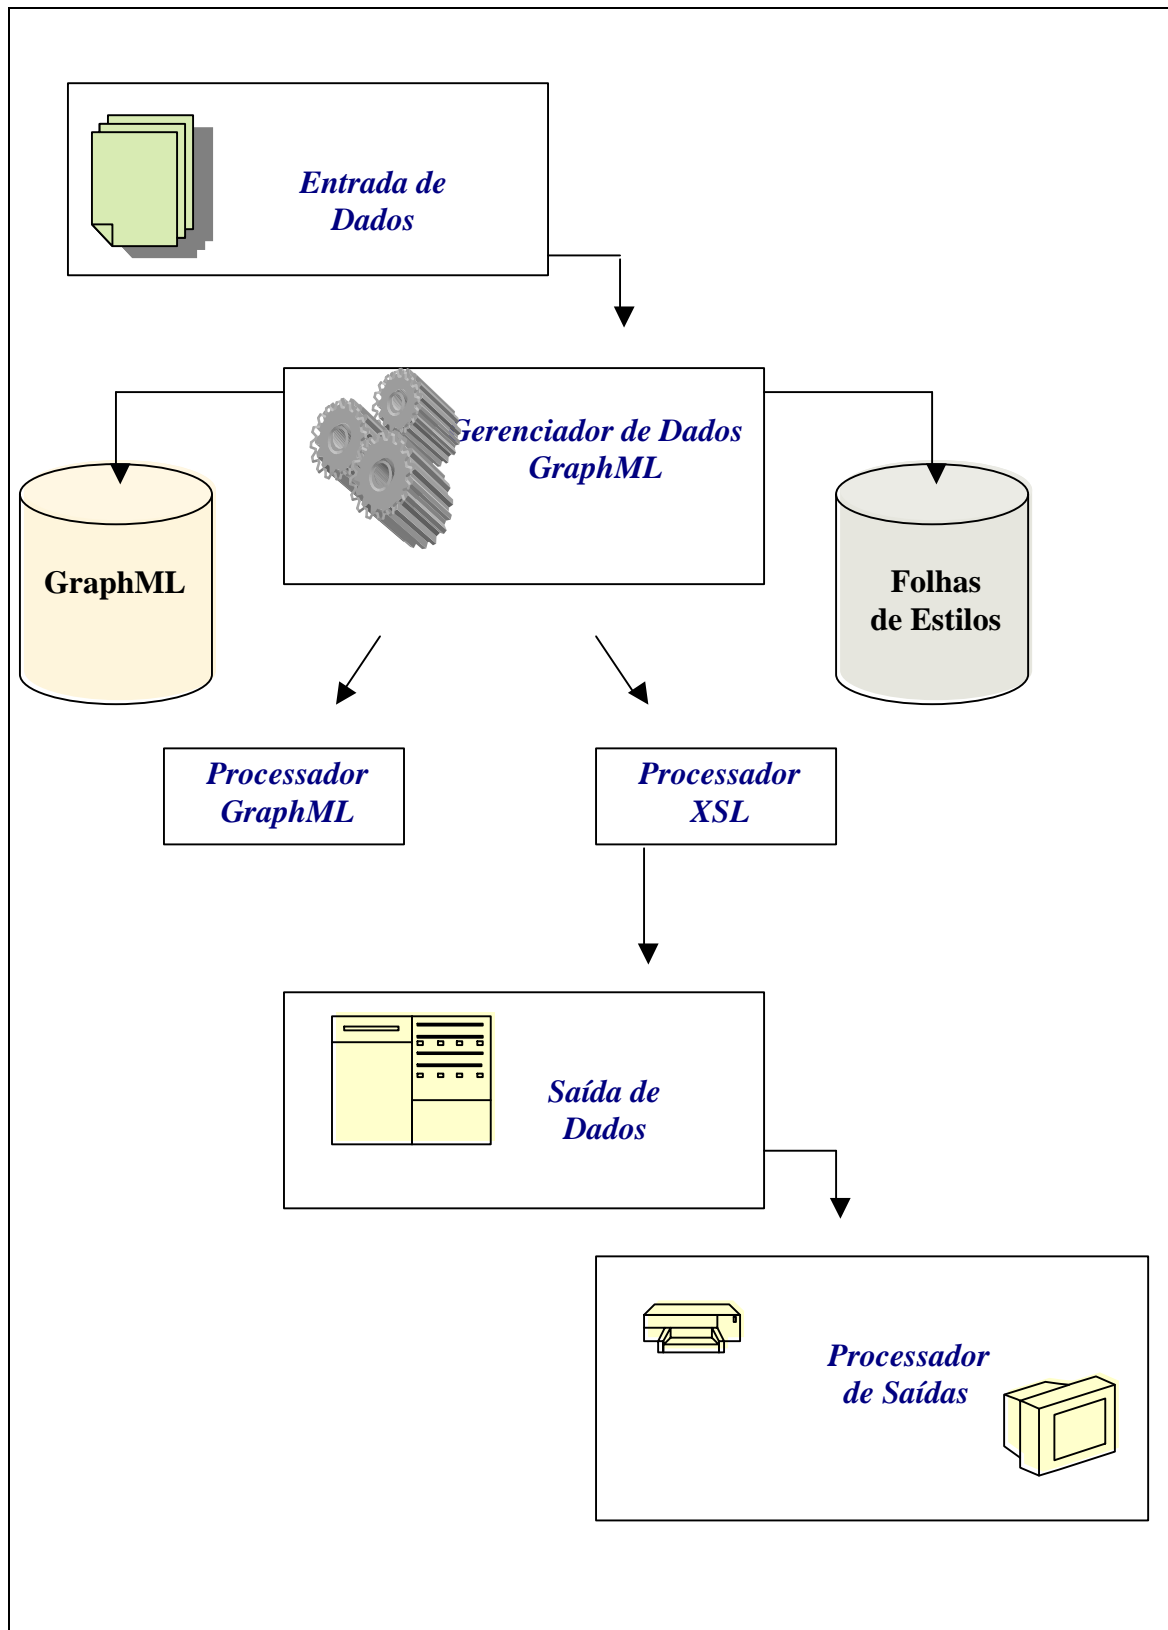 Entrada de
Dados
Gerenciador de Dados
GraphML
GraphML
Folhas
de Estilos
Processador
GraphML
Processador
XSL
Saída de
Dados
Processador
de Saídas